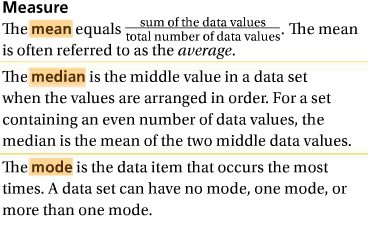 Measure
The mean equals sum of the data values / total number of data values. The mean
is often referred to as the average.
The median is the middle value in a data set
when the values are arranged in order. For a set
containing an even number of data values, the
median is the mean of the two middle data values.
The mode is the data item that occurs the most
times. A data set can have no mode, one mode, or
more than one mode.